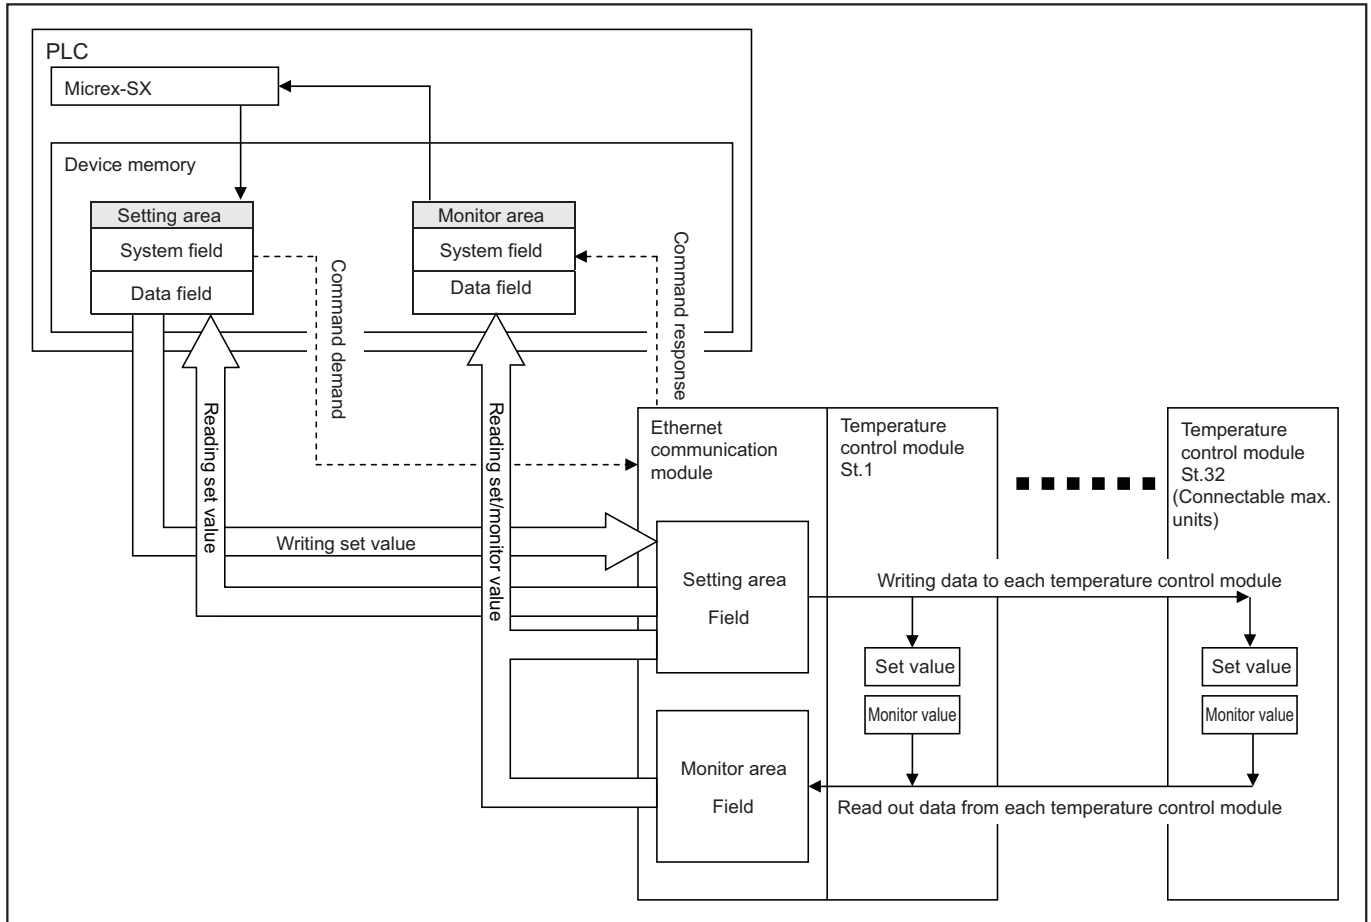 PLC
Micrex-SX
Device memory
Setting area
System field
Data field
Monitor area
System field
Data field
Command demand
Command response
Reading set value
Reading set/monitor value
Writing set value
Ethernet
communication
module
Temperature
control module
St.1
Temperature
control module
St.32
(Connectable max.
units)
Setting area
Field
Writing data to each temperature control module
Set value
Monitor value
Set value
Monitor value
Monitor area
Field
Read out data from each temperature control module